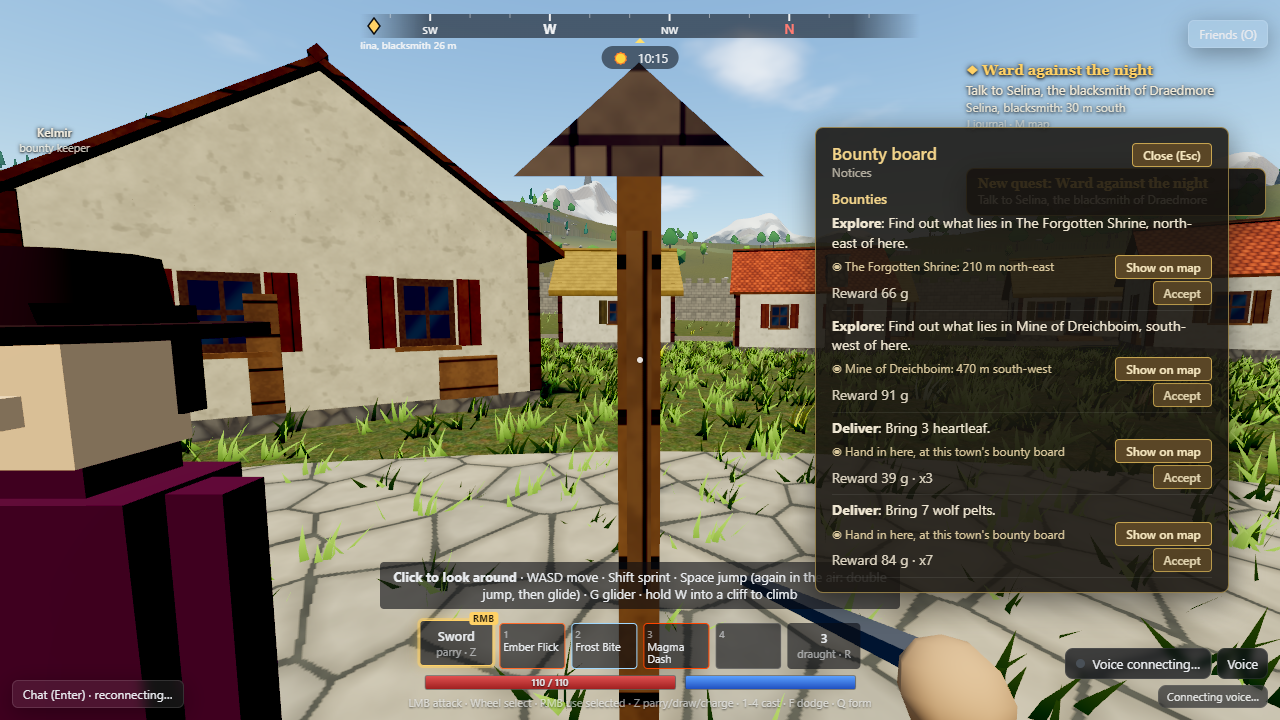 SW
W
NW
N
lina, blacksmith 26 m
10:15
Friends (O)
Ward against the night
Talk to Selina, the blacksmith of Draedmore
Selina, blacksmith: 30 m south
J journal · M map
Kelmir
bounty keeper
Bounty board
Close (Esc)
Notices
New quest: Ward against the night
Talk to Selina, the blacksmith of Draedmore
Bounties
Explore: Find out what lies in The Forgotten Shrine, north-
east of here.
The Forgotten Shrine: 210 m north-east
Show on map
Reward 66 g
Accept
Explore: Find out what lies in Mine of Dreichboim, south-
west of here.
Mine of Dreichboim: 470 m south-west
Show on map
Reward 91 g
Accept
Deliver: Bring 3 heartleaf.
Hand in here, at this town's bounty board
Show on map
Reward 39 g · x3
Accept
Deliver: Bring 7 wolf pelts.
Hand in here, at this town's bounty board
Show on map
Reward 84 g · x7
Accept
Click to look around · WASD move · Shift sprint · Space jump (again in the air: double
jump, then glide) · G glider · hold W into a cliff to climb
RMB
Sword
parry · Z
1
Ember Flick
2
Frost Bite
3
Magma
Dash
4
3
draught · R
110 / 110
LMB attack · Wheel select · RMB use selected · Z parry/draw/charge · 1-4 cast · F dodge · Q form
Chat (Enter) · reconnecting...
Voice connecting...
Voice
Connecting voice...